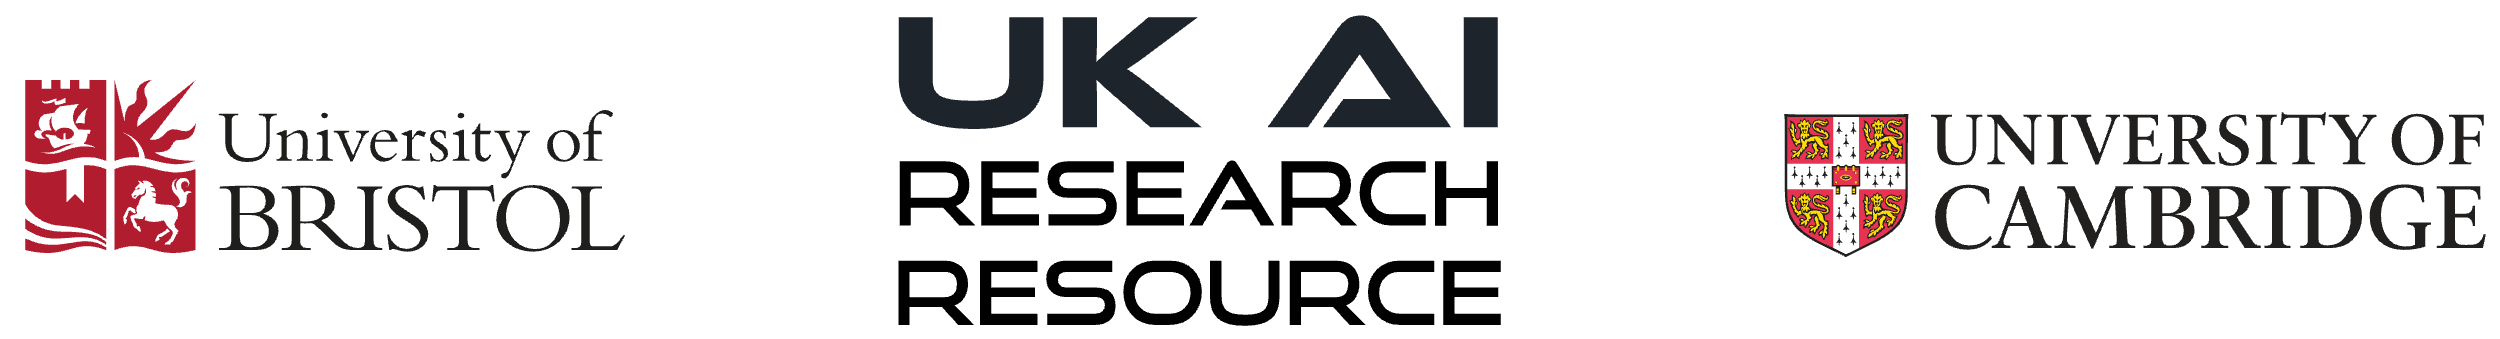 University of
BRISTOL
UK AI
RESEARCH
RESOURCE
UNIVERSITY OF
CAMBRIDGE